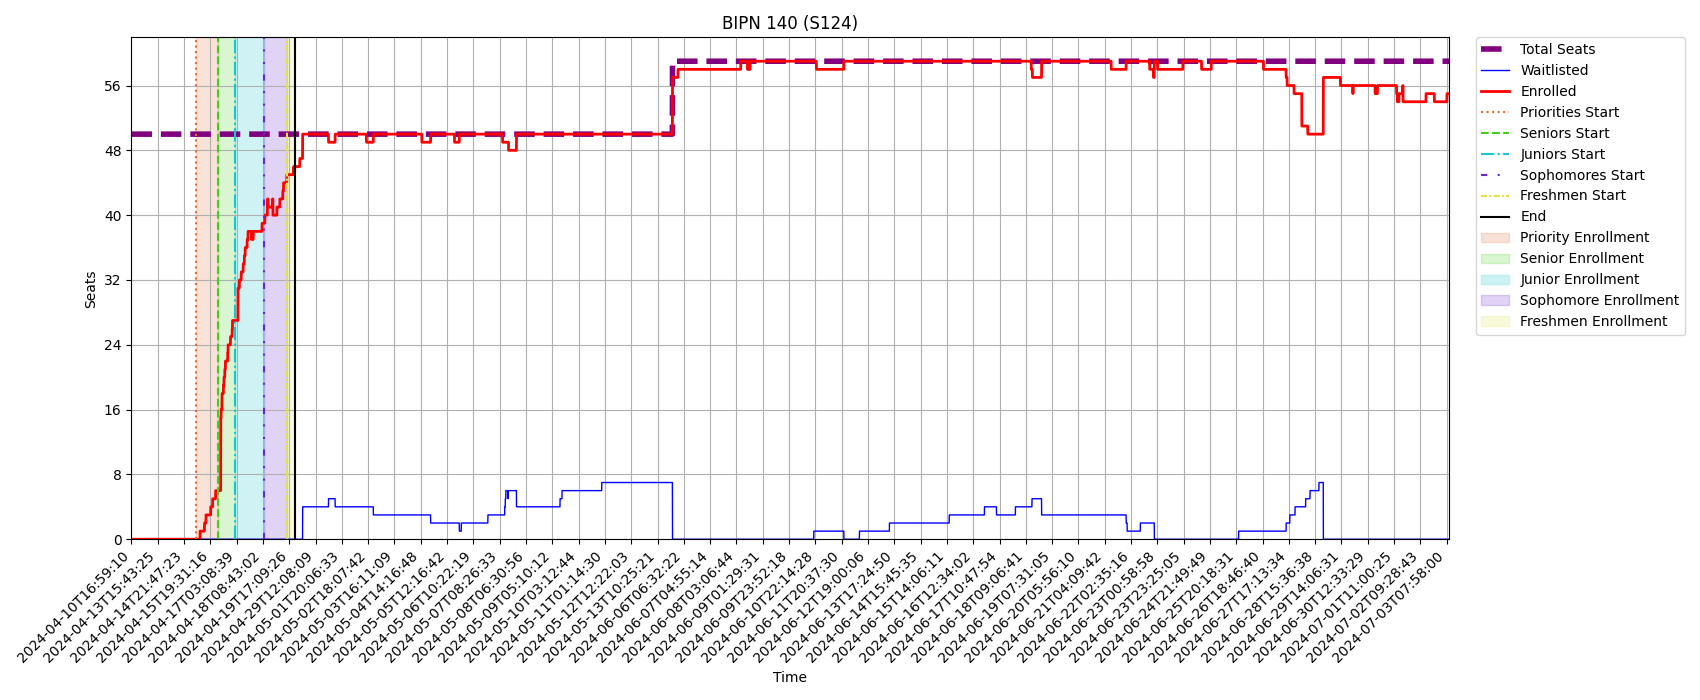 BIPN 140 (S124)
Seats
56
48
40
32
24
16
8
0
2024-04-10T16:59:10
2024-04-13T15:43:25
2024-04-14T21:47:23
2024-04-15T19:31:16
2024-04-17T03:08:39
2024-04-18T08:43:02
2024-04-19T17:09:26
2024-04-29T12:08:09
2024-05-01T20:06:33
2024-05-02T18:07:42
2024-05-03T16:11:09
2024-05-04T14:16:48
2024-05-05T12:16:42
2024-05-06T10:22:19
2024-05-07T08:26:33
2024-05-08T06:30:56
2024-05-09T05:10:12
2024-05-10T03:12:44
2024-05-11T01:14:30
2024-05-12T12:22:03
2024-05-13T10:25:21
2024-06-06T06:32:22
2024-06-07T04:55:14
2024-06-08T03:06:44
2024-06-09T01:29:31
2024-06-09T23:52:18
2024-06-10T22:14:28
2024-06-11T20:37:30
2024-06-12T19:00:06
2024-06-13T17:24:50
2024-06-14T15:45:35
2024-06-15T14:06:11
2024-06-16T12:34:02
2024-06-17T10:47:54
2024-06-18T09:06:41
2024-06-19T07:31:05
2024-06-20T05:56:10
2024-06-21T04:09:42
2024-06-22T02:35:16
2024-06-23T00:58:58
2024-06-23T23:25:05
2024-06-24T21:49:49
2024-06-25T20:18:31
2024-06-26T18:46:40
2024-06-27T17:13:34
2024-06-28T15:36:38
2024-06-29T14:06:31
2024-06-30T12:33:29
2024-07-01T11:00:25
2024-07-02T09:28:43
2024-07-03T07:58:00
Time
Total Seats
Waitlisted
Enrolled
Priorities Start
Seniors Start
Juniors Start
Sophomores Start
Freshmen Start
End
Priority Enrollment
Senior Enrollment
Junior Enrollment
Sophomore Enrollment
Freshmen Enrollment